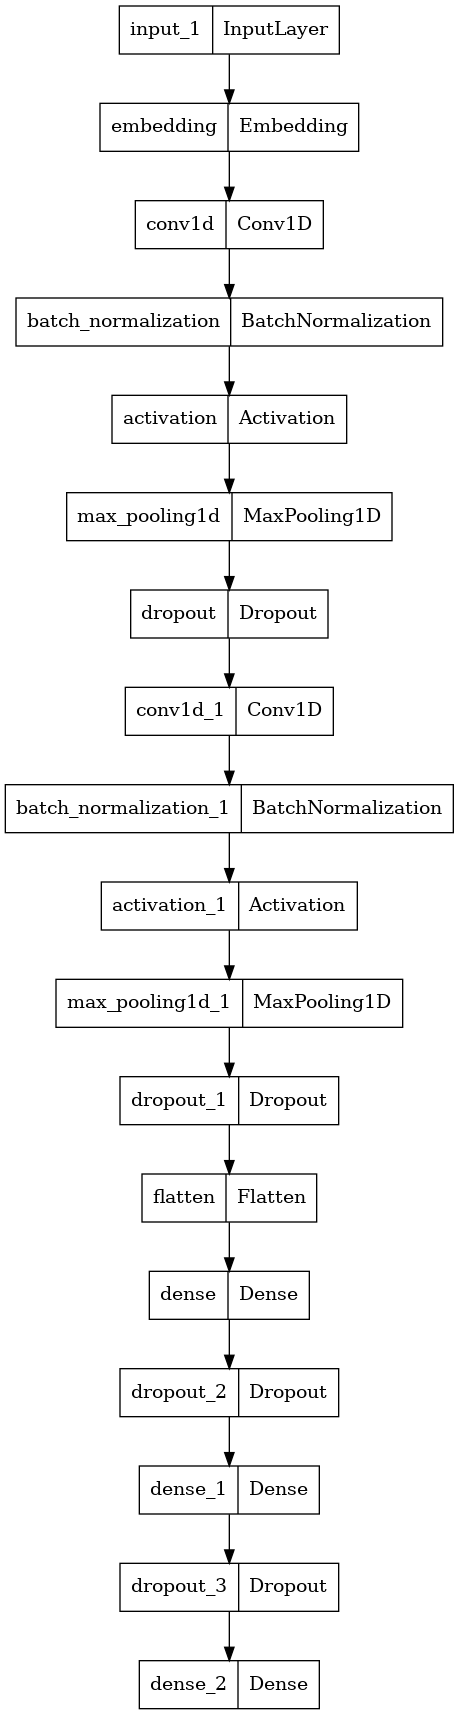 input_1 InputLayer
embedding Embedding
conv1d Conv1D
batch_normalization BatchNormalization
activation Activation
max_pooling1d MaxPooling1D
dropout Dropout
conv1d_1 Conv1D
batch_normalization_1 BatchNormalization
activation_1 Activation
max_pooling1d_1 MaxPooling1D
dropout_1 Dropout
flatten Flatten
dense Dense
dropout_2 Dropout
dense_1 Dense
dropout_3 Dropout
dense_2 Dense